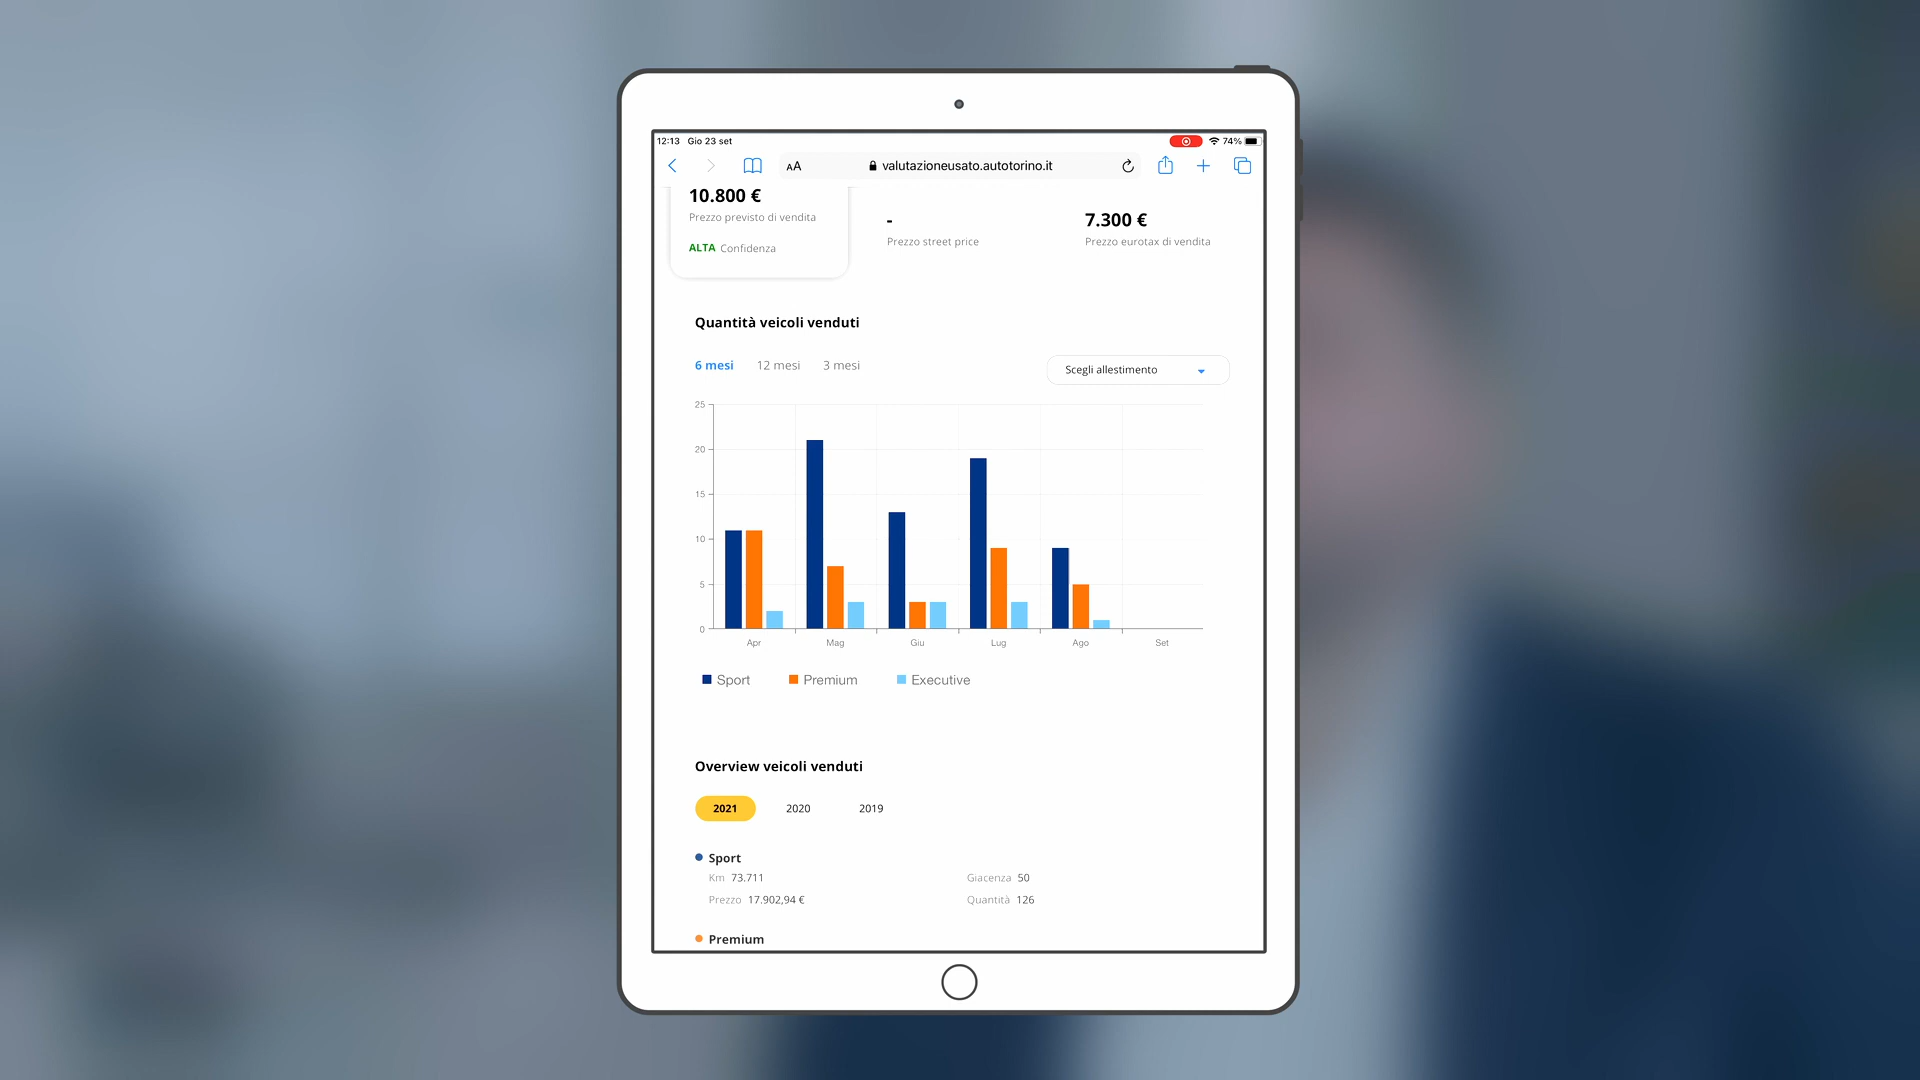 12:13 Gio 23 set 74%
AA valutazioneusato.autotorino.it
10.800 €
Prezzo previsto di vendita
ALTA Confidenza
-
Prezzo street price
7.300 €
Prezzo eurotax di vendita
Quantità veicoli venduti
6 mesi 12 mesi 3 mesi
Scegli allestimento
25
20
15
10
5
0
Apr Mag Giu Lug Ago Set
Sport Premium Executive
Overview veicoli venduti
2021 2020 2019
Sport
Km 73.711 Giacenza 50
Prezzo 17.902,94 € Quantità 126
Premium